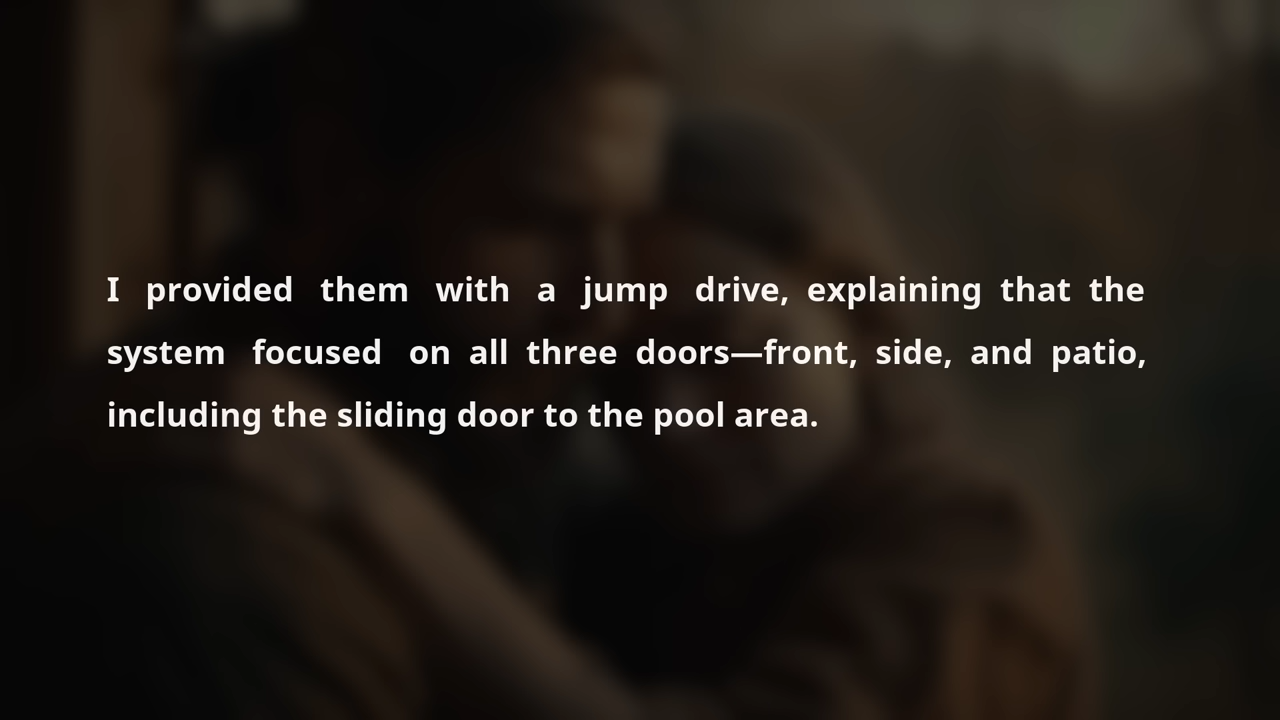 I provided them with a jump drive, explaining that the
system focused on all three doors—front, side, and patio,
including the sliding door to the pool area.